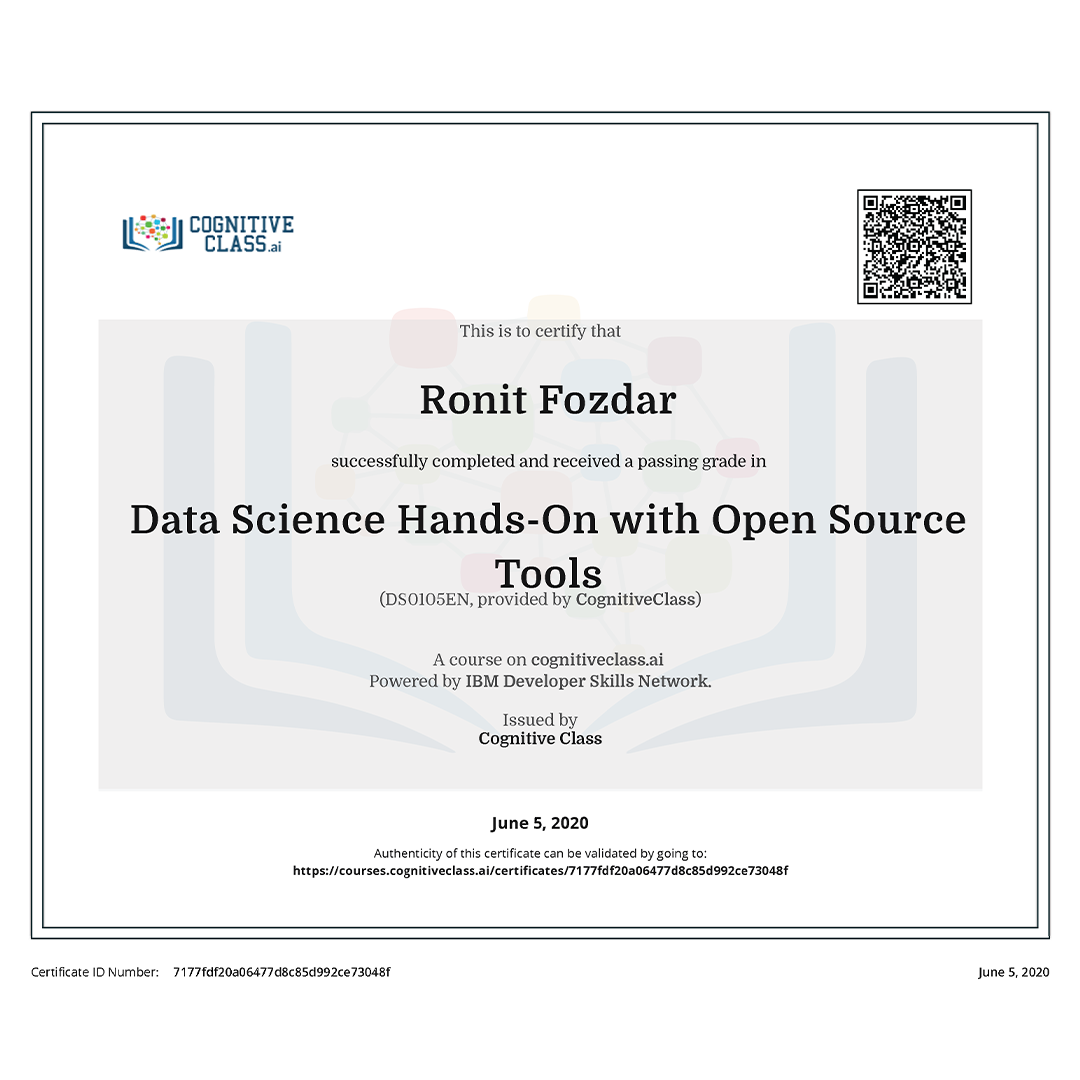 COGNITIVE
CLASS.ai
This is to certify that
Ronit Fozdar
successfully completed and received a passing grade in
Data Science Hands-On with Open Source
Tools
(DS0105EN, provided by CognitiveClass)
A course on cognitiveclass.ai
Powered by IBM Developer Skills Network.
Issued by
Cognitive Class
June 5, 2020
Authenticity of this certificate can be validated by going to:
https://courses.cognitiveclass.ai/certificates/7177fdf20a06477d8c85d992ce73048f
Certificate ID Number: 7177fdf20a06477d8c85d992ce73048f
June 5, 2020